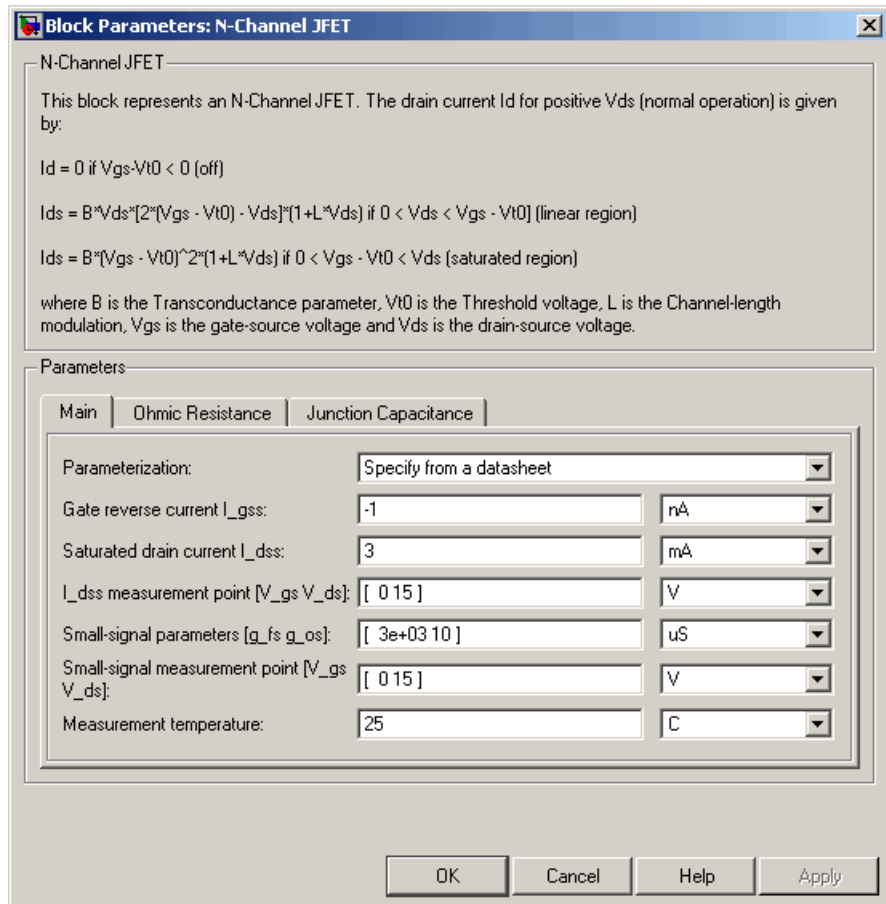 Block Parameters: N-Channel JFET
N-Channel JFET
This block represents an N-Channel JFET. The drain current Id for positive Vds (normal operation) is given
by:
Id = 0 if Vgs-Vt0 < 0 (off)
Ids = B*Vds*[2*(Vgs - Vt0) - Vds]*(1+L*Vds) if 0 < Vds < Vgs - Vt0] (linear region)
Ids = B*(Vgs - Vt0)^2*(1+L*Vds) if 0 < Vgs - Vt0 < Vds (saturated region)
where B is the Transconductance parameter, Vt0 is the Threshold voltage, L is the Channel-length
modulation, Vgs is the gate-source voltage and Vds is the drain-source voltage.
Parameters
Main Ohmic Resistance Junction Capacitance
Parameterization: Specify from a datasheet
Gate reverse current I_gss: -1 nA
Saturated drain current I_dss: 3 mA
I_dss measurement point [V_gs V_ds]: [ 0 15 ] V
Small-signal parameters [g_fs g_os]: [ 3e+03 10 ] uS
Small-signal measurement point [V_gs
V_ds]: [ 0 15 ] V
Measurement temperature: 25 C
OK Cancel Help Apply